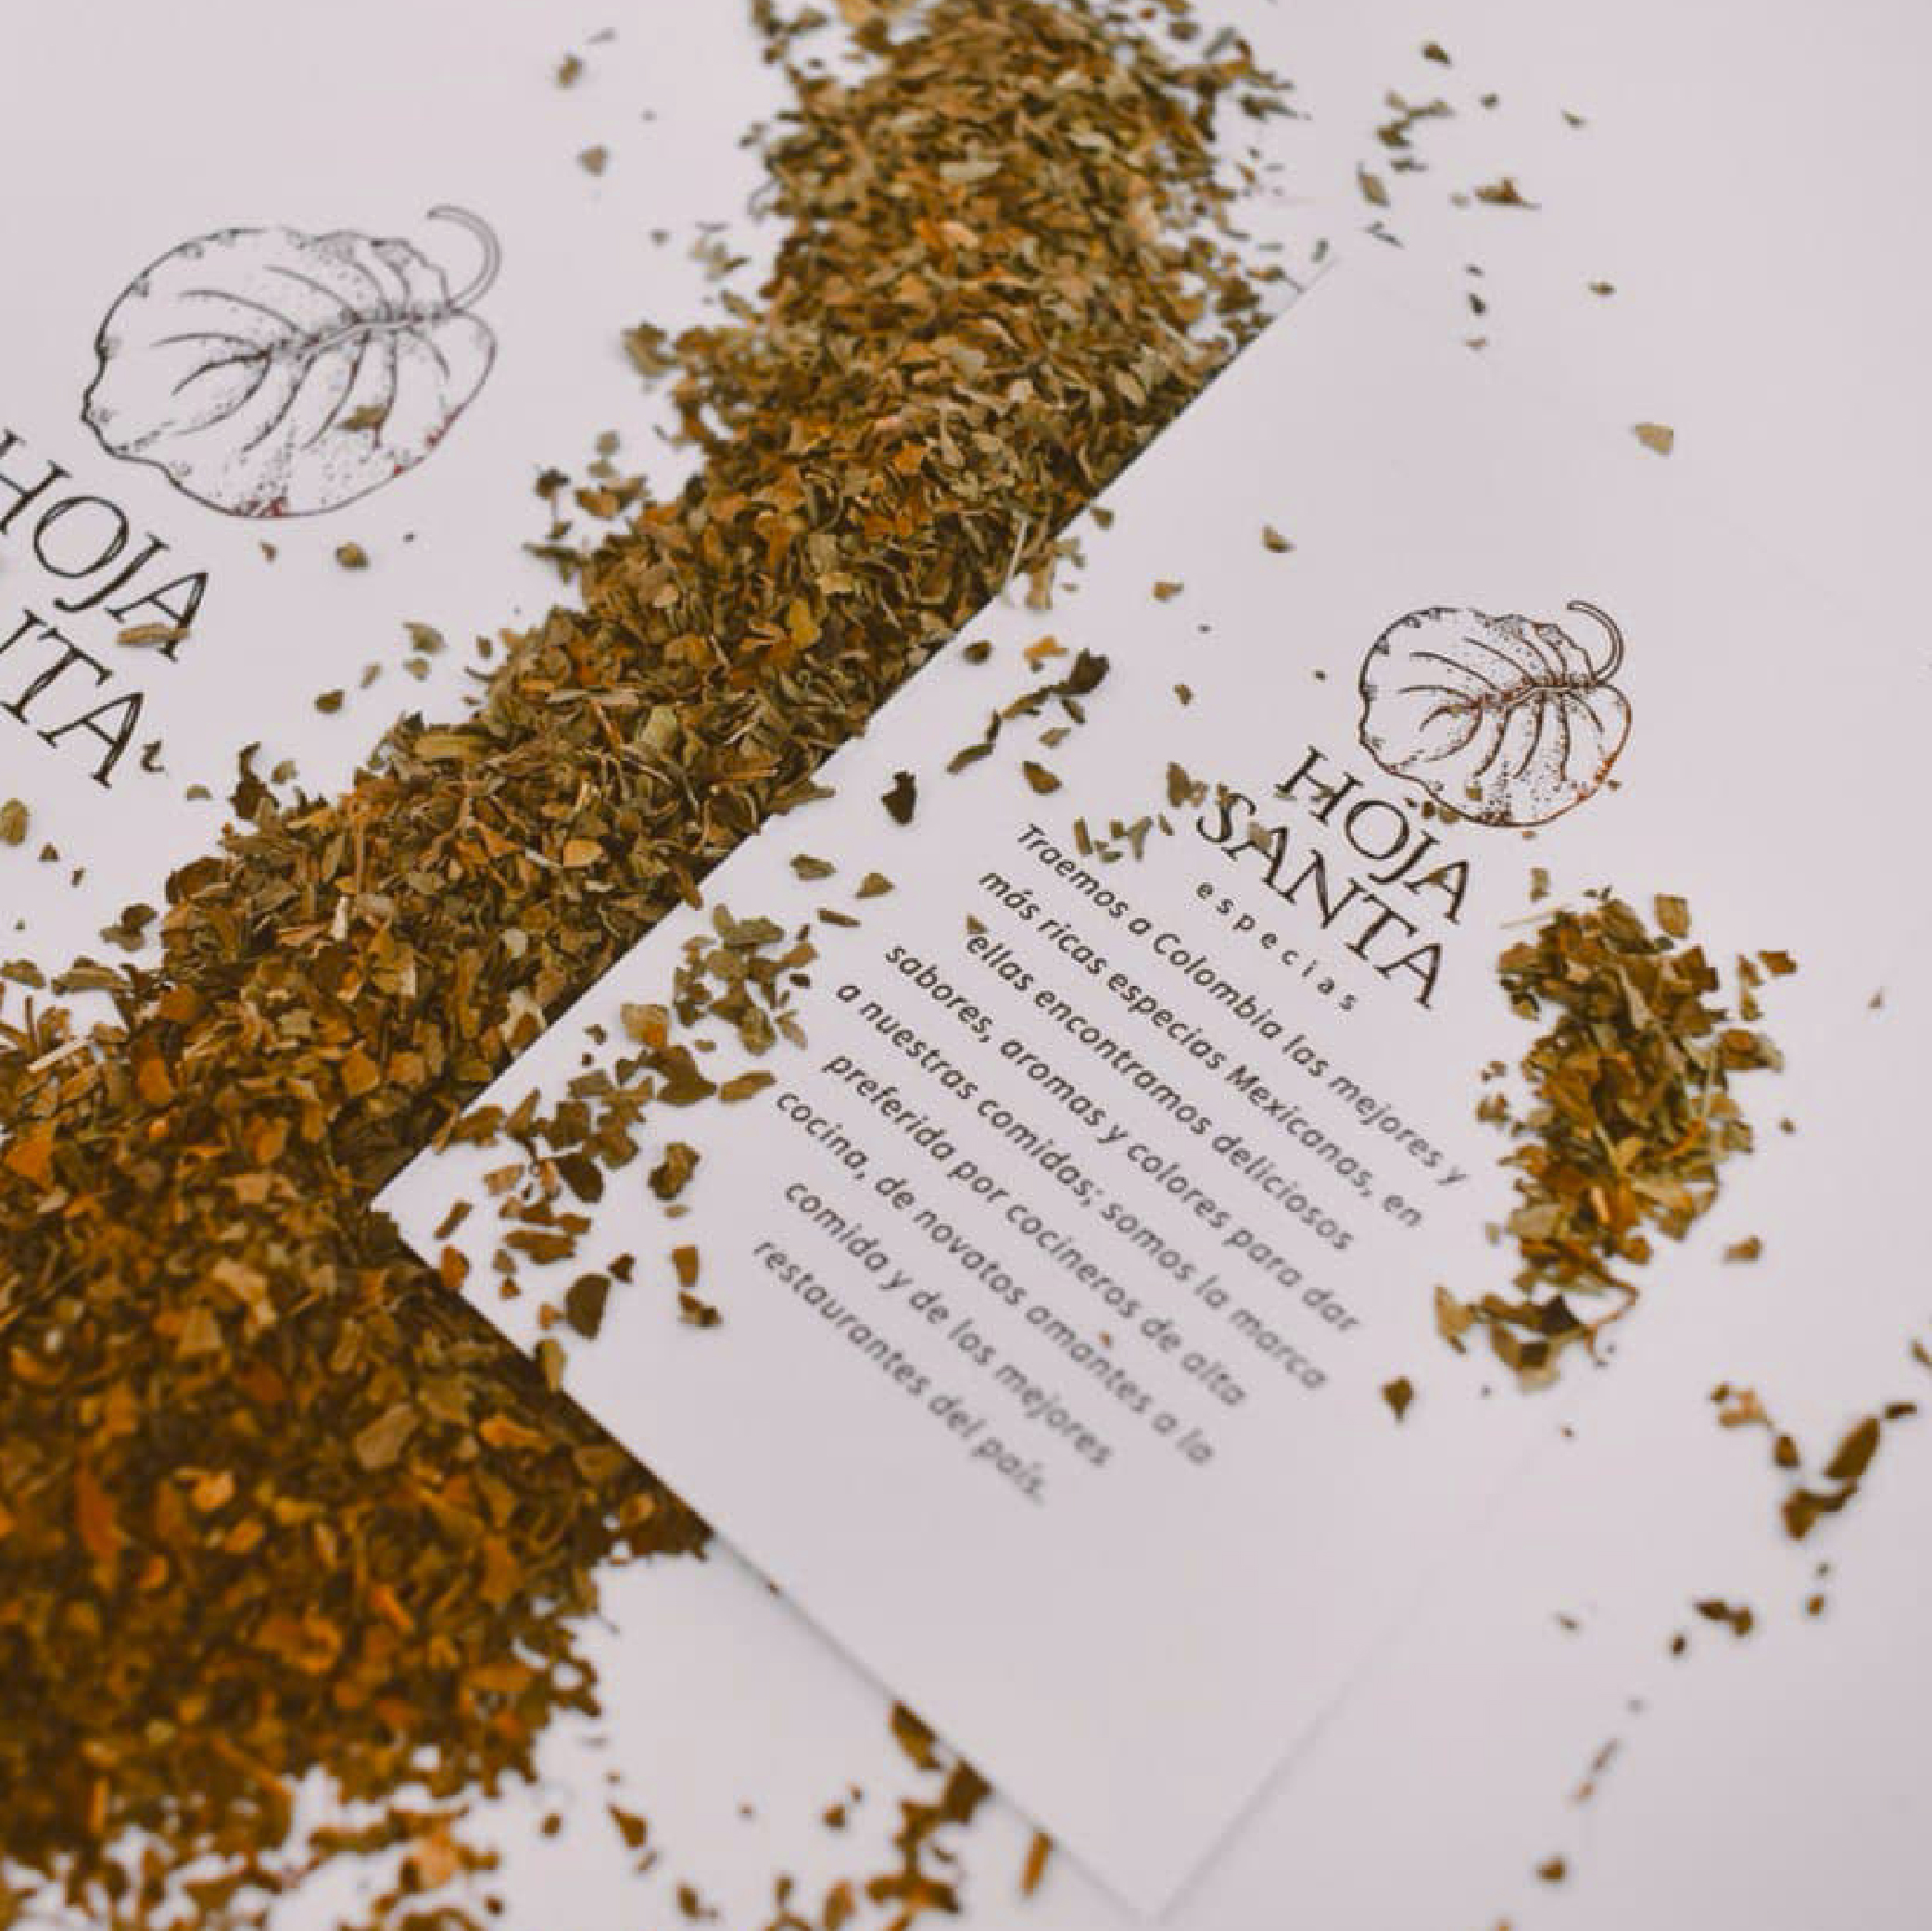 HOJA
NTA
HOJA
SANTA
especias
Traemos a Colombia las mejores y
más ricas especias Mexicanas, en
ellas encontramos deliciosos
sabores, aromas y colores para dar
a nuestras comidas; somos la marca
preferida por cocineros de alta
cocina, de novatos amantes a la
comida y de los mejores
restaurantes del país.